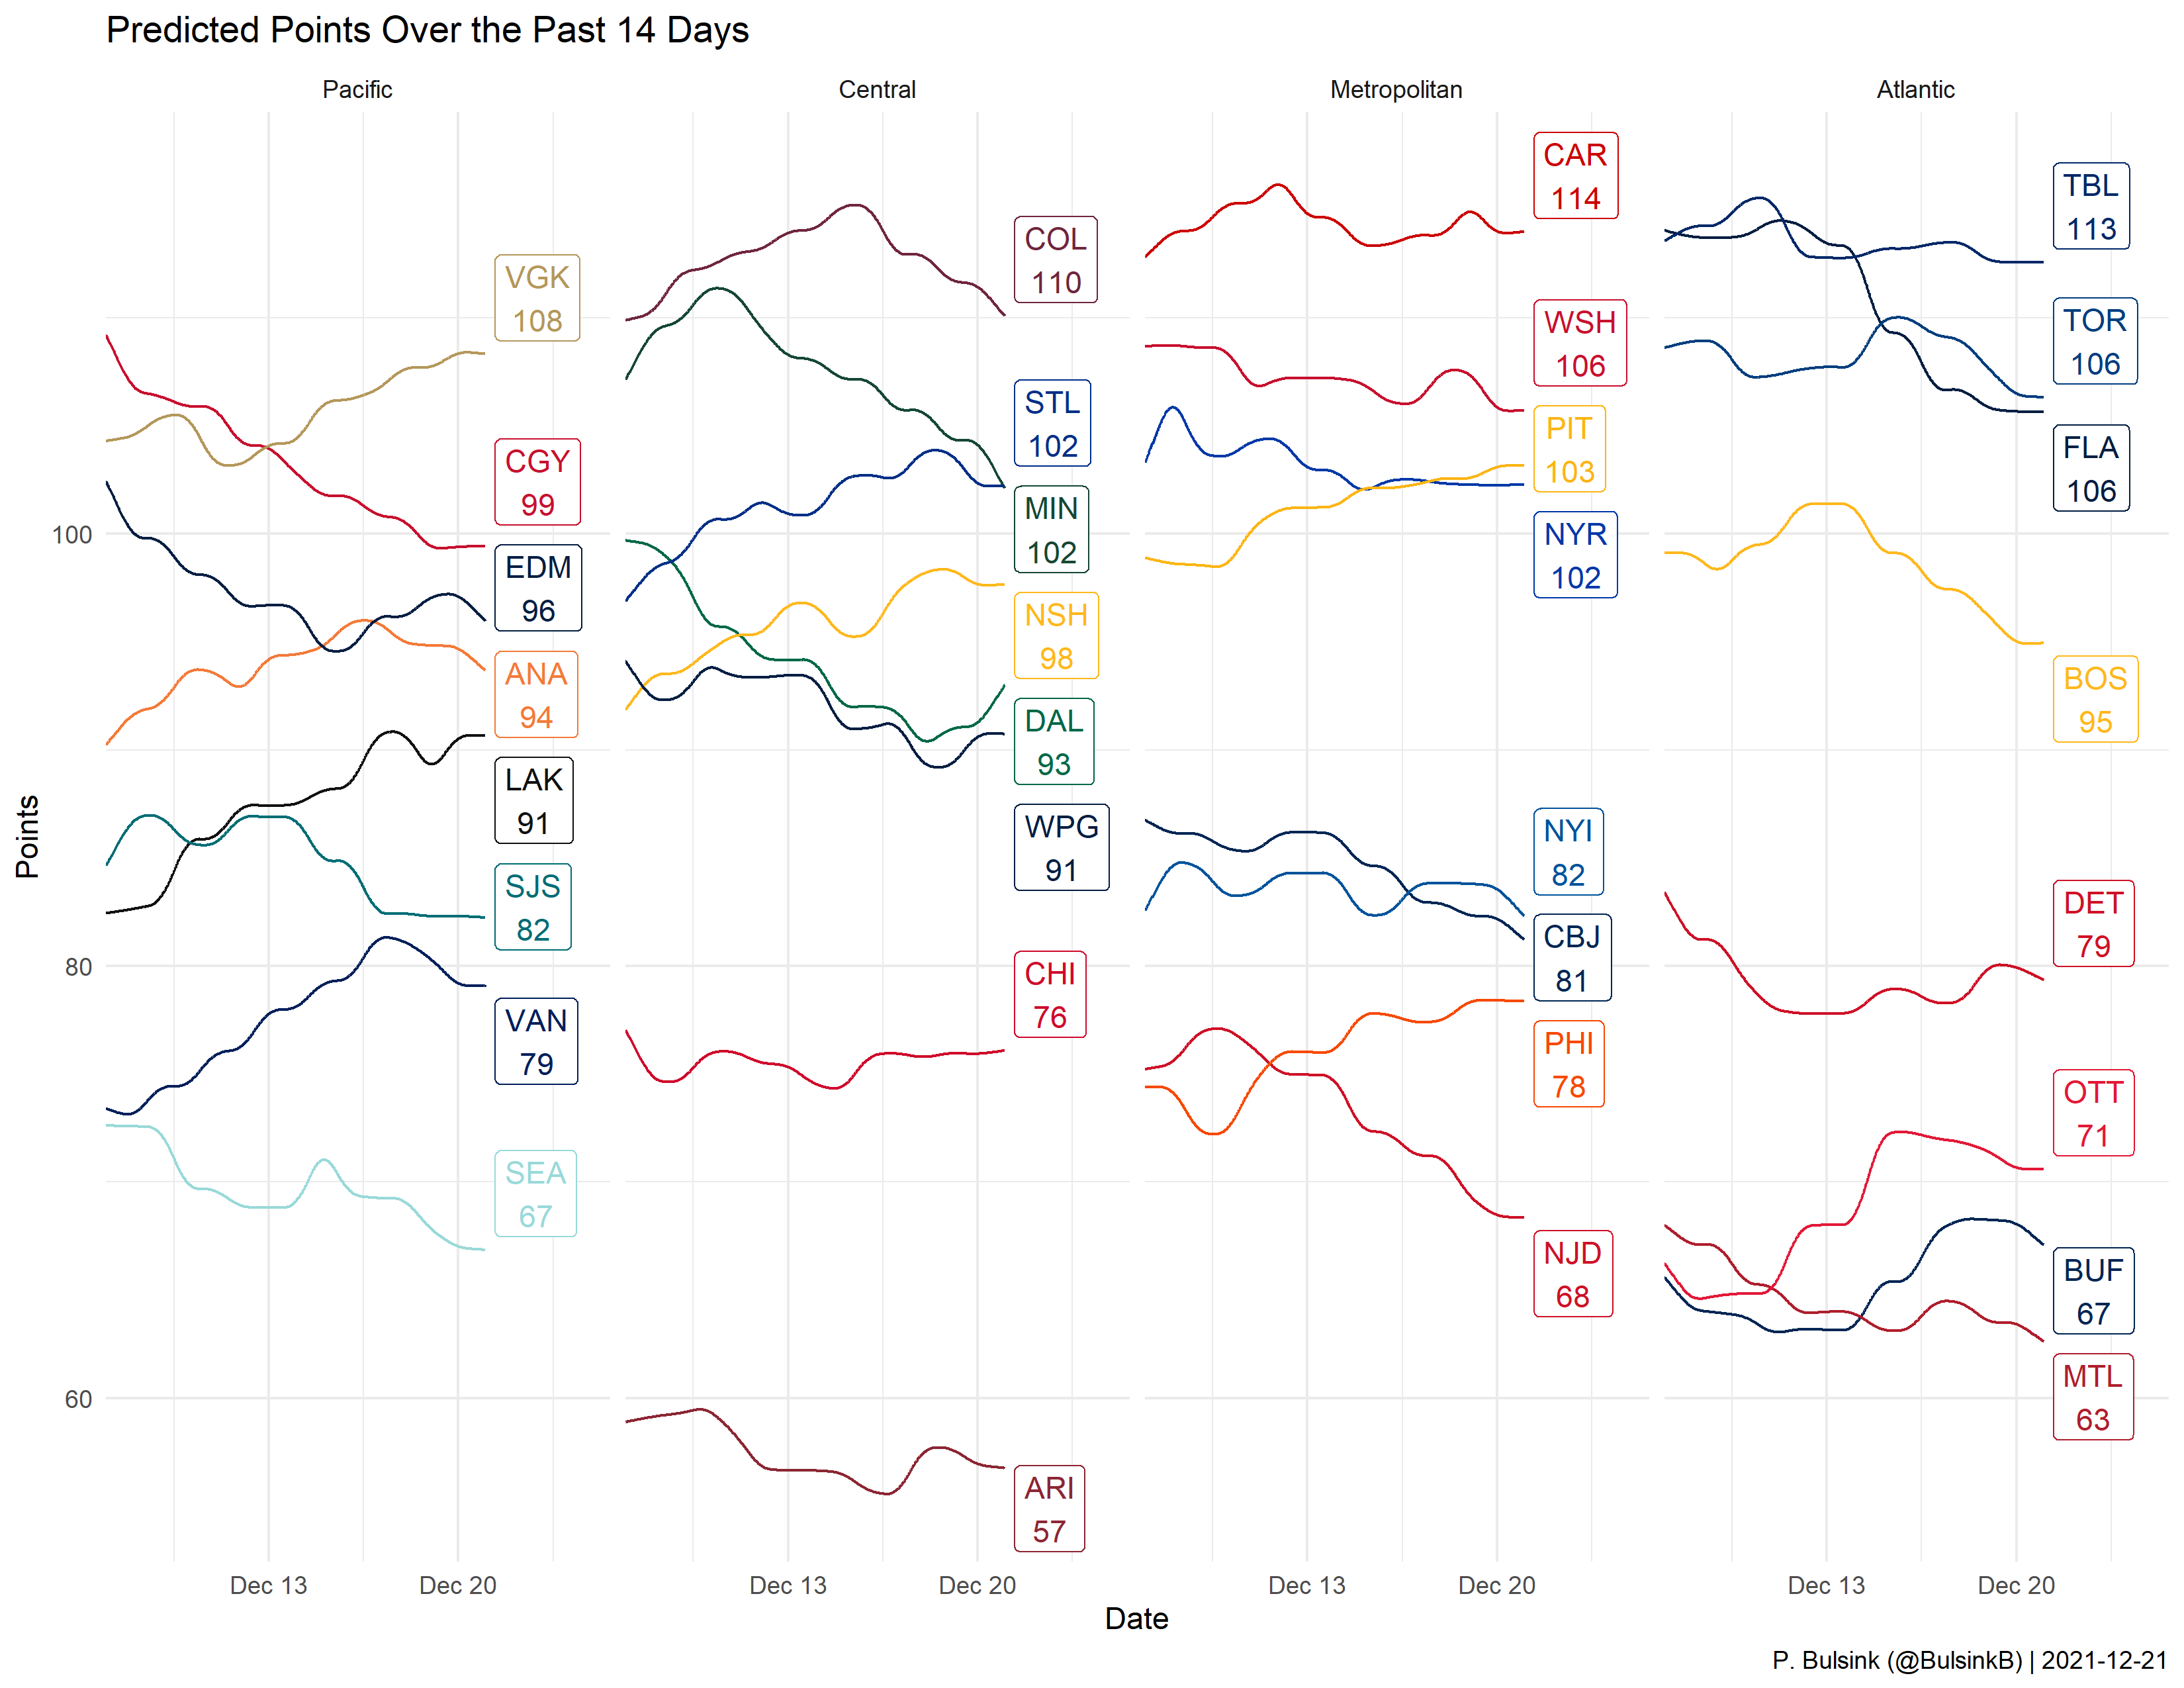 Predicted Points Over the Past 14 Days
Pacific
Central
Metropolitan
Atlantic
Points
100
80
60
VGK
108
CGY
99
EDM
96
ANA
94
LAK
91
SJS
82
VAN
79
SEA
67
COL
110
STL
102
MIN
102
NSH
98
DAL
93
WPG
91
CHI
76
ARI
57
CAR
114
WSH
106
PIT
103
NYR
102
NYI
82
CBJ
81
PHI
78
NJD
68
TBL
113
TOR
106
FLA
106
BOS
95
DET
79
OTT
71
BUF
67
MTL
63
Dec 13
Dec 20
Dec 13
Dec 20
Dec 13
Dec 20
Dec 13
Dec 20
Date
P. Bulsink (@BulsinkB) | 2021-12-21